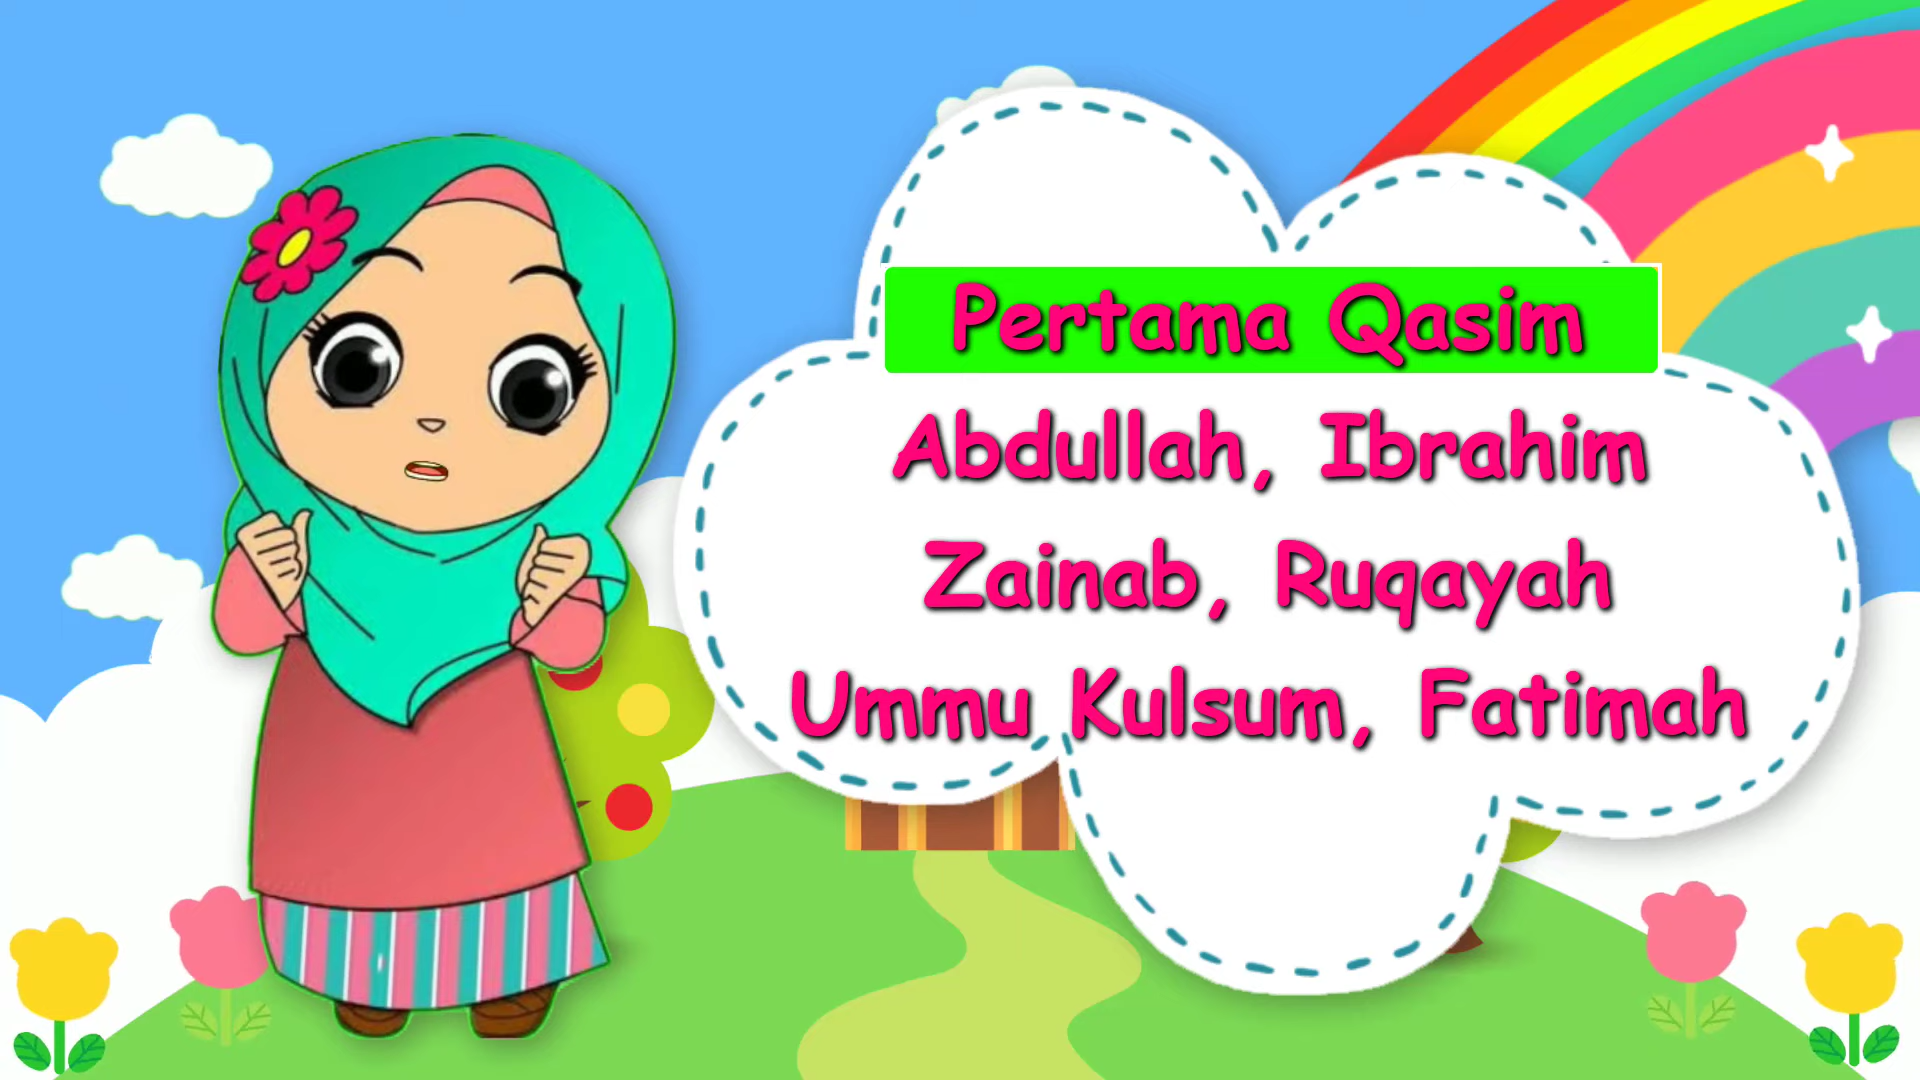 Pertama Qasim
Abdullah, Ibrahim
Zainab, Ruqayah
Ummu Kulsum, Fatimah